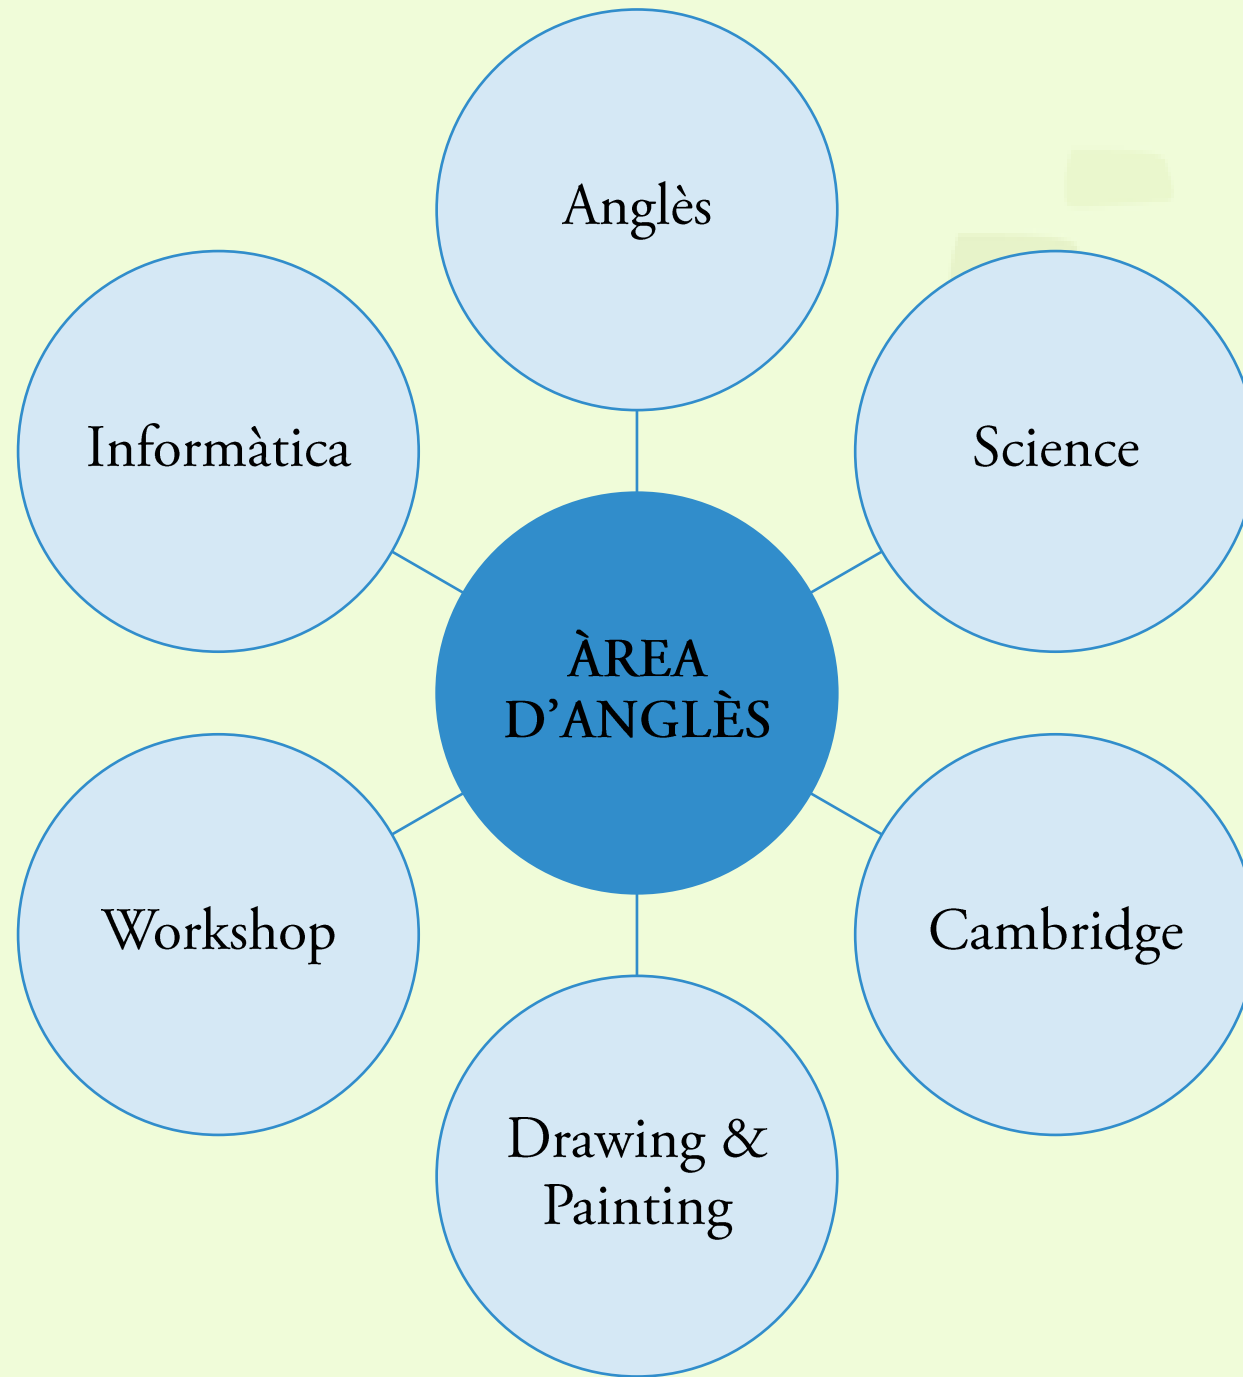 Anglès
Informàtica
Science
ÀREA
D’ANGLÈS
Workshop
Cambridge
Drawing &
Painting